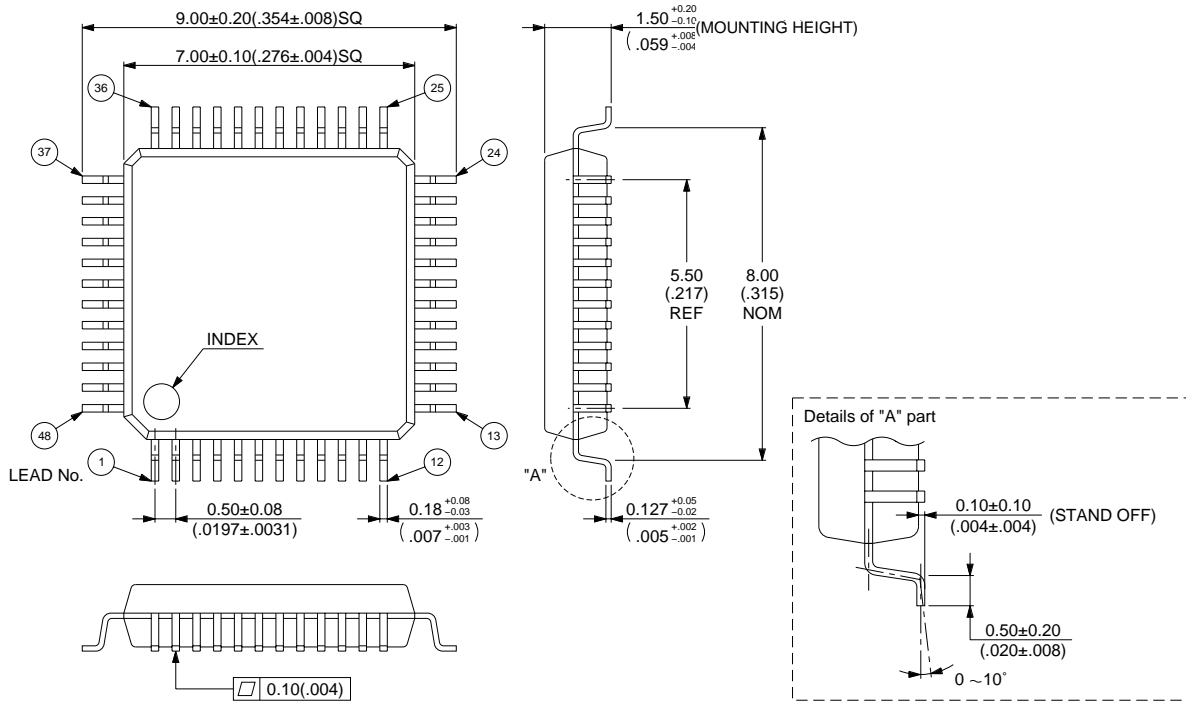 9.00±0.20(.354±.008)SQ
7.00±0.10(.276±.004)SQ
1.50 +0.20 -0.10 (MOUNTING HEIGHT)
( .059 +.008 -.004
36
25
37
24
INDEX
48
13
LEAD No.
1
12
0.50±0.08
(.0197±.0031)
0.18 +0.08 -0.03
( .007 +.003 -.001 (
5.50
(.217)
REF
8.00
(.315)
NOM
"A"
0.127 +0.05 -0.02
( .005 +.002 -.001 (
0.10(.004)
Details of "A" part
0.10±0.10
(.004±.004)
(STAND OFF)
0.50±0.20
(.020±.008)
0 ~10°